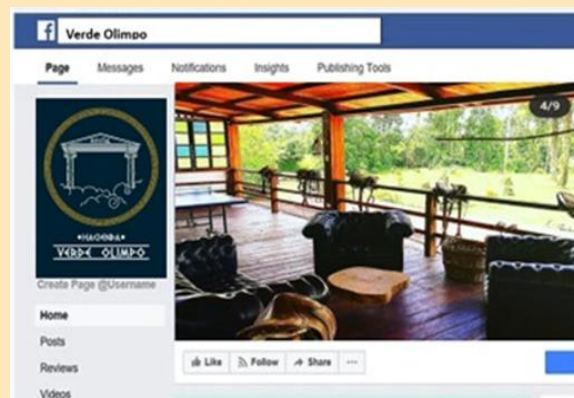 f Verde Olimpo
Page Messages Notifications Insights Publishing Tools
4/9
•HACIENDA•
VERDE OLIMPO
Create Page @Username
Home
Posts
Reviews
Videos
Like Follow Share ...